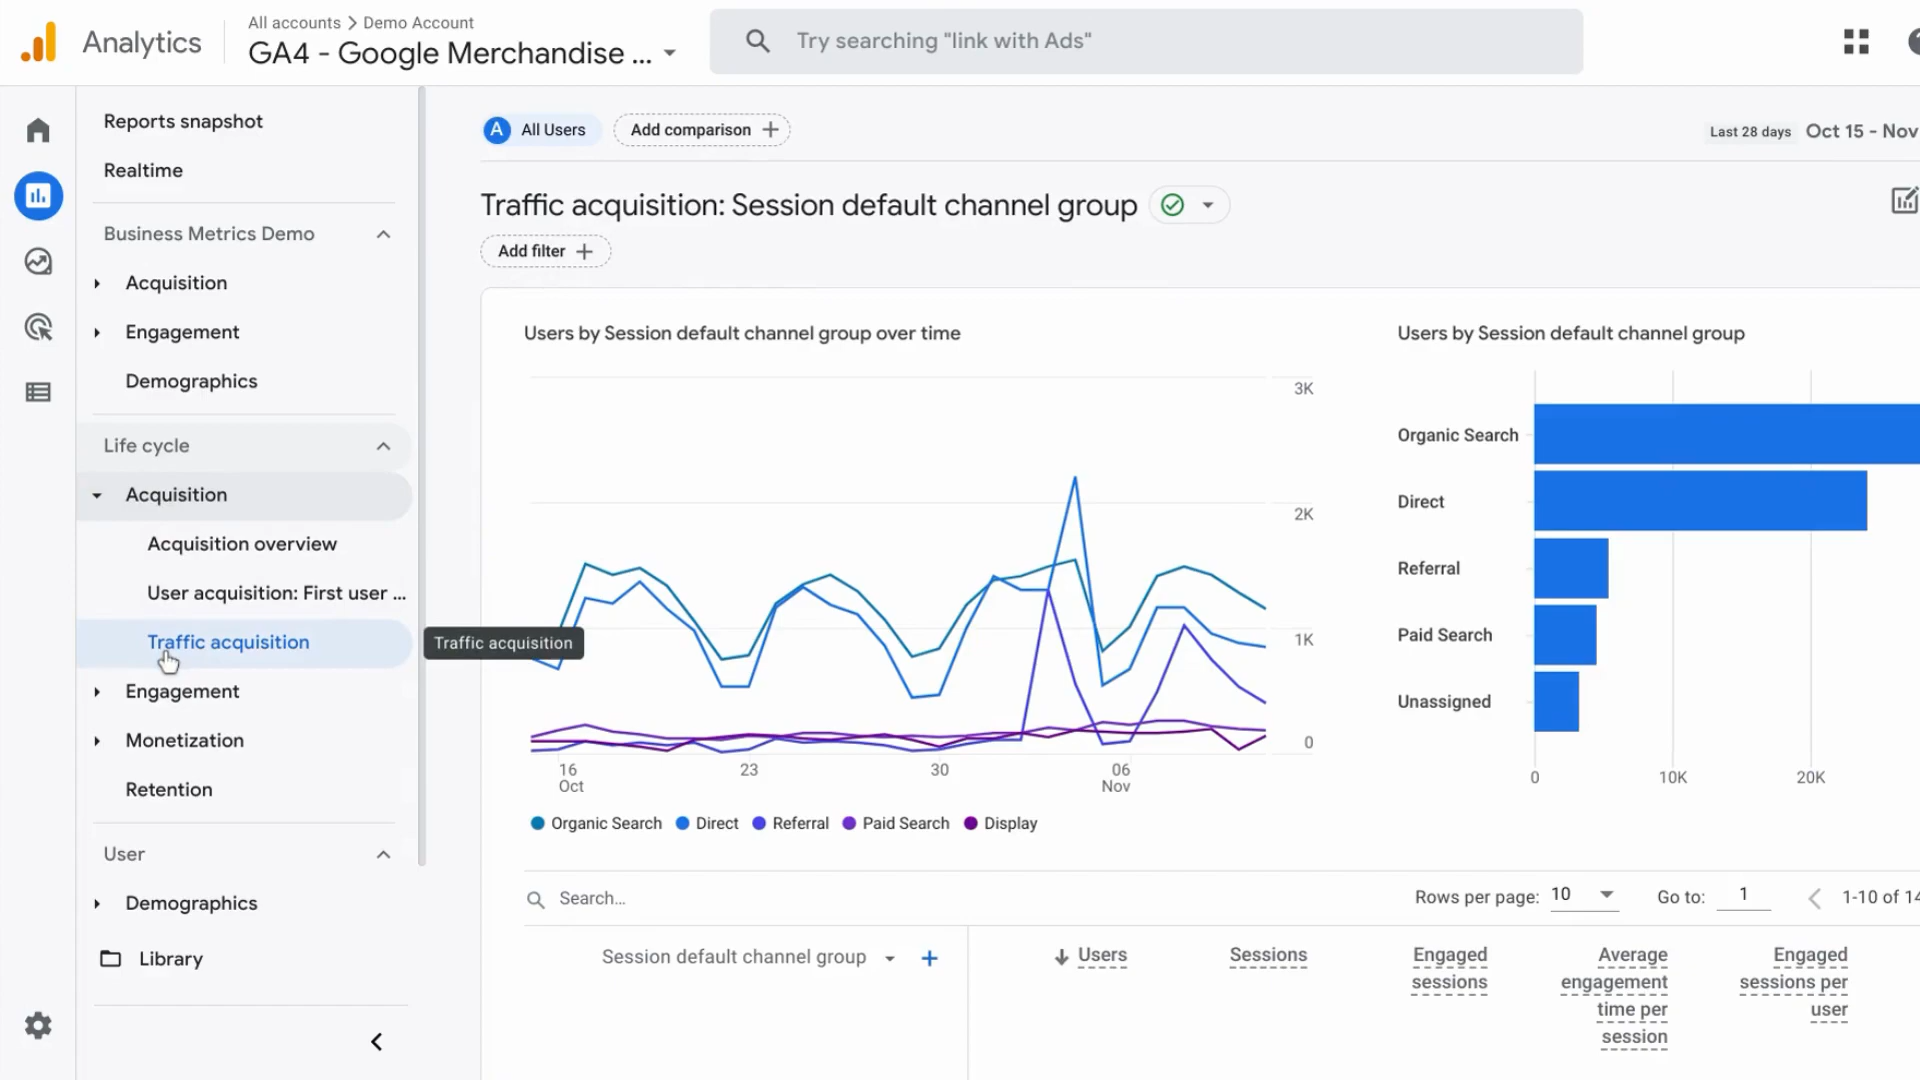 Analytics
All accounts > Demo Account
GA4 - Google Merchandise ...
Try searching "link with Ads"
Reports snapshot
Realtime
Business Metrics Demo
Acquisition
Engagement
Demographics
Life cycle
Acquisition
Acquisition overview
User acquisition: First user ...
Traffic acquisition
Traffic acquisition
Engagement
Monetization
Retention
User
Demographics
Library
A All Users
Add comparison +
Last 28 days Oct 15 - Nov
Traffic acquisition: Session default channel group
Add filter +
Users by Session default channel group over time
3K
2K
1K
0
16 23 30 06
Oct Nov
Organic Search Direct Referral Paid Search Display
Users by Session default channel group
Organic Search
Direct
Referral
Paid Search
Unassigned
0 10K 20K
Search...
Rows per page: 10 Go to: 1 1-10 of 14
Session default channel group +
Users
Sessions
Engaged
sessions
Average
engagement
time per
session
Engaged
sessions per
user